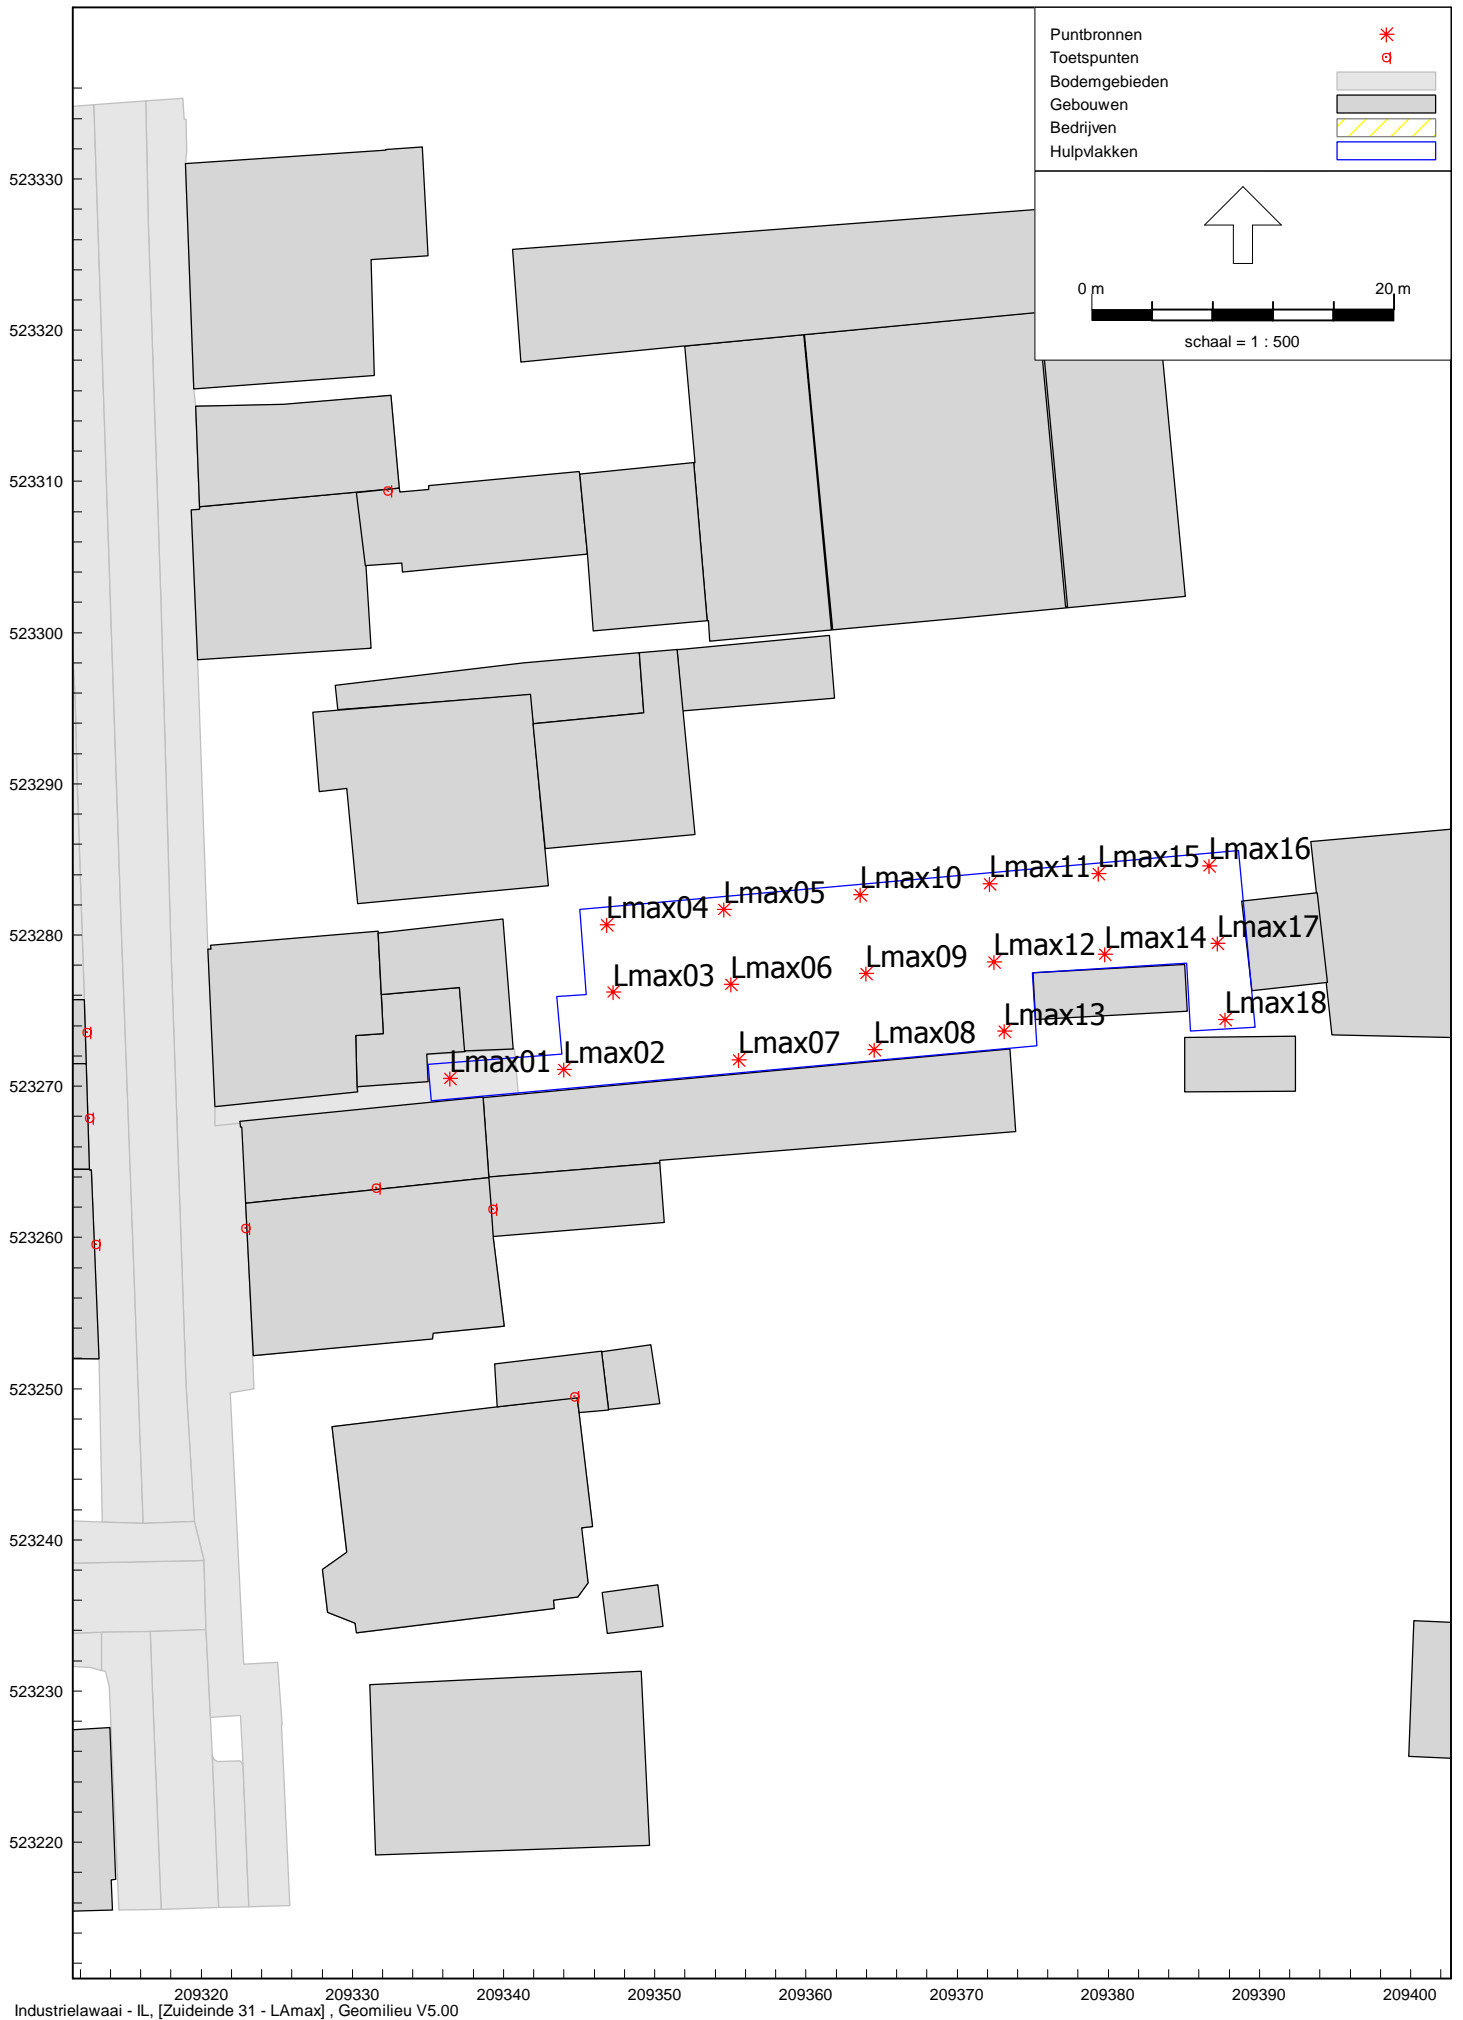 Puntbronnen
Toetspunten
Bodemgebieden
Gebouwen
Bedrijven
Hulpvlakken
0 m 20 m
schaal = 1 : 500
523330
523320
523310
523300
523290
523280
523270
523260
523250
523240
523230
523220
Lmax16
Lmax15
Lmax11
Lmax10
Lmax05
Lmax04
Lmax17
Lmax14
Lmax12
Lmax09
Lmax06
Lmax03
Lmax18
Lmax13
Lmax08
Lmax07
Lmax02
Lmax01
209320 209330 209340 209350 209360 209370 209380 209390 209400
Industrielawaai - IL, [Zuideinde 31 - LAmax] , Geomilieu V5.00